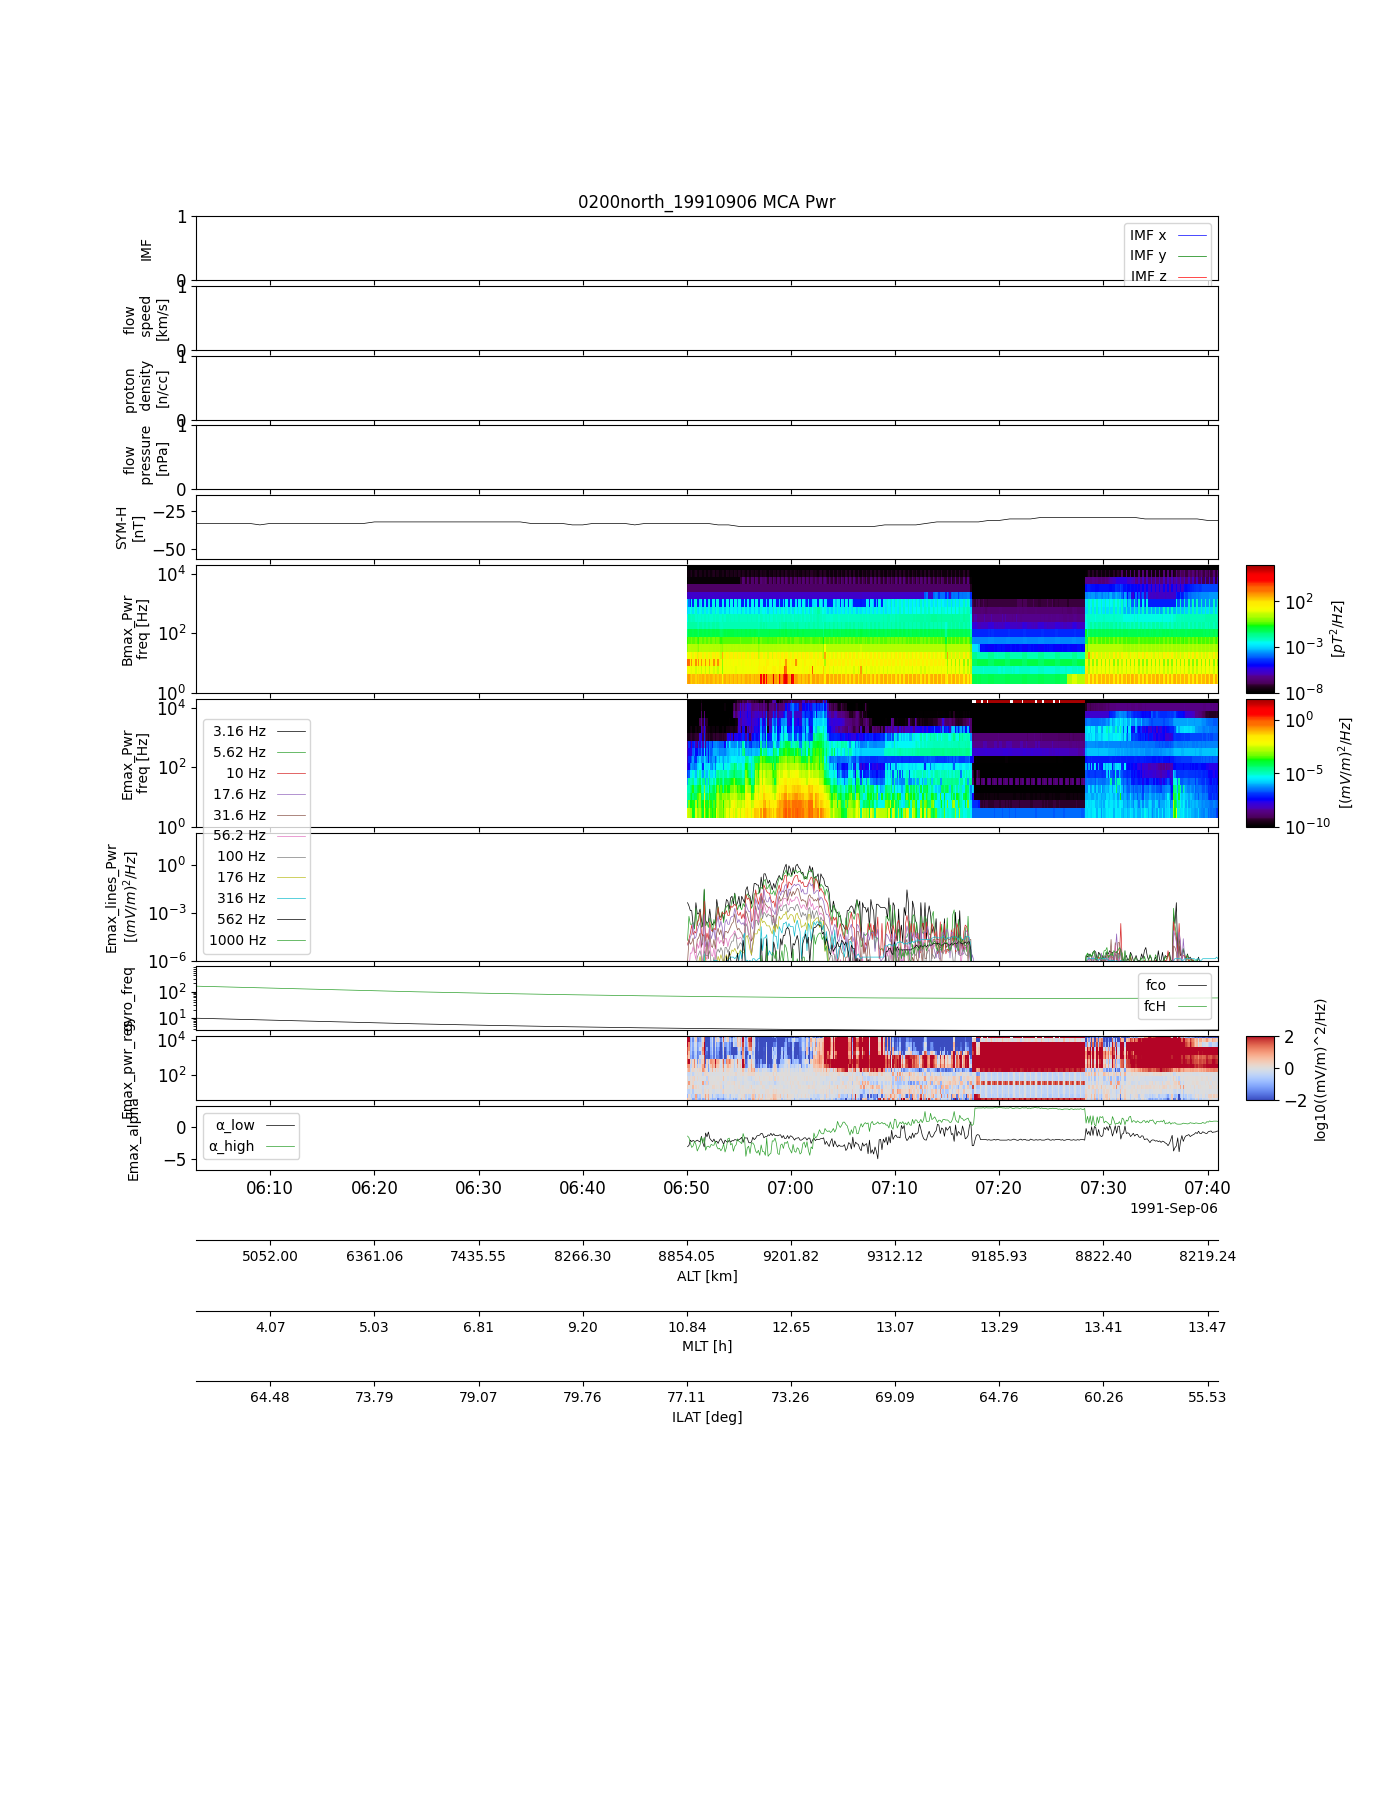 0200north_19910906 MCA Pwr
1
0
IMF
IMF x
IMF y
IMF z
1
0
flow
speed
[km/s]
1
0
proton
density
[n/cc]
1
0
flow
pressure
[nPa]
−25
−50
SYM-H
[nT]
10^4
10^2
10^0
Bmax_Pwr
freq [Hz]
10^2
10^−3
10^−8
[pT^2/Hz]
10^4
10^2
10^0
Emax_Pwr
freq [Hz]
10^0
10^−5
10^−10
[(mV/m)^2/Hz]
3.16 Hz
5.62 Hz
10 Hz
17.6 Hz
31.6 Hz
56.2 Hz
100 Hz
176 Hz
316 Hz
562 Hz
1000 Hz
10^0
10^−3
10^−6
Emax_lines_Pwr
[(mV/m)^2/Hz]
10^2
10^1
gyro_freq
fco
fcH
10^4
10^2
Emax_pwr_reg
2
0
−2
log10((mV/m)^2/Hz)
0
−5
Emax_alpha
α_low
α_high
06:10 06:20 06:30 06:40 06:50 07:00 07:10 07:20 07:30 07:40
1991-Sep-06
5052.00 6361.06 7435.55 8266.30 8854.05 9201.82 9312.12 9185.93 8822.40 8219.24
ALT [km]
4.07 5.03 6.81 9.20 10.84 12.65 13.07 13.29 13.41 13.47
MLT [h]
64.48 73.79 79.07 79.76 77.11 73.26 69.09 64.76 60.26 55.53
ILAT [deg]